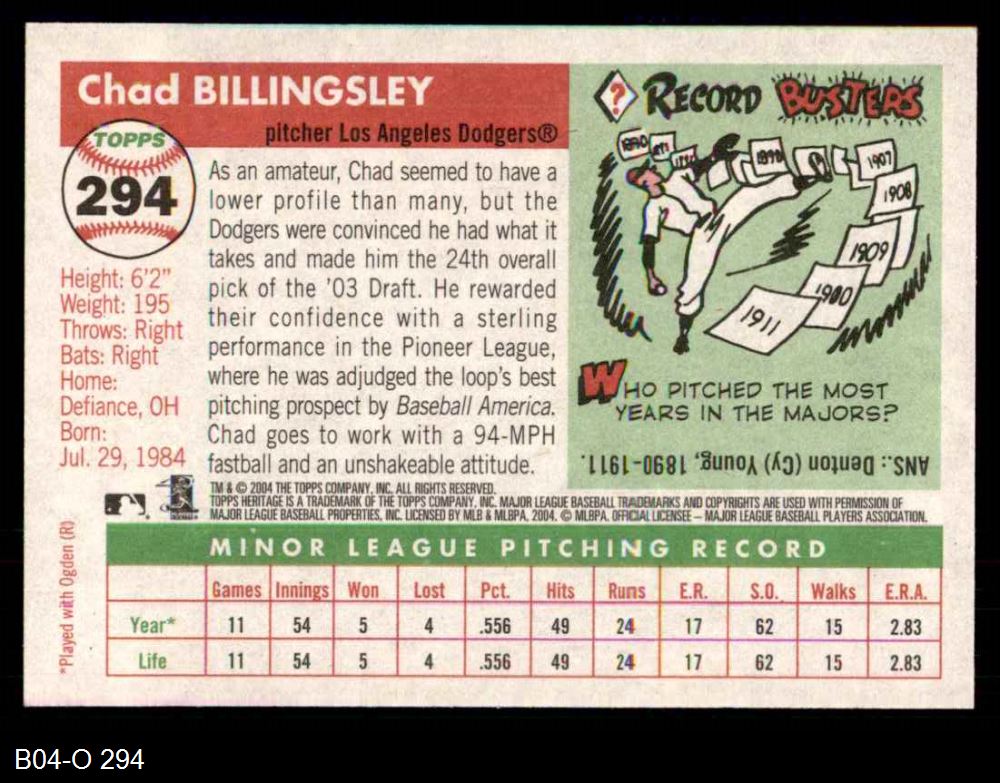 Chad BILLINGSLEY
pitcher Los Angeles Dodgers®
TOPPS
294
Height: 6'2"
Weight: 195
Throws: Right
Bats: Right
Home:
Defiance, OH
Born:
Jul. 29, 1984
As an amateur, Chad seemed to have a
lower profile than many, but the
Dodgers were convinced he had what it
takes and made him the 24th overall
pick of the '03 Draft. He rewarded
their confidence with a sterling
performance in the Pioneer League,
where he was adjudged the loop's best
pitching prospect by Baseball America.
Chad goes to work with a 94-MPH
fastball and an unshakeable attitude.
? RECORD BUSTERS
1890
1898
1907
1908
1909
1900
1911
WHO PITCHED THE MOST
YEARS IN THE MAJORS?
ANS.: Denton (Cy) Young, 1890-1911.
TM & © 2004 THE TOPPS COMPANY, INC. ALL RIGHTS RESERVED.
TOPPS HERITAGE IS A TRADEMARK OF THE TOPPS COMPANY, INC. MAJOR LEAGUE BASEBALL TRADEMARKS AND COPYRIGHTS ARE USED WITH PERMISSION OF
MAJOR LEAGUE BASEBALL PROPERTIES, INC. LICENSED BY MLB & MLBPA, 2004. © MLBPA. OFFICIAL LICENSEE – MAJOR LEAGUE BASEBALL PLAYERS ASSOCIATION.
*Played with Ogden (R)
MINOR LEAGUE PITCHING RECORD
Games Innings Won Lost Pct. Hits Runs E.R. S.O. Walks E.R.A.
Year* 11 54 5 4 .556 49 24 17 62 15 2.83
Life 11 54 5 4 .556 49 24 17 62 15 2.83
B04-O 294